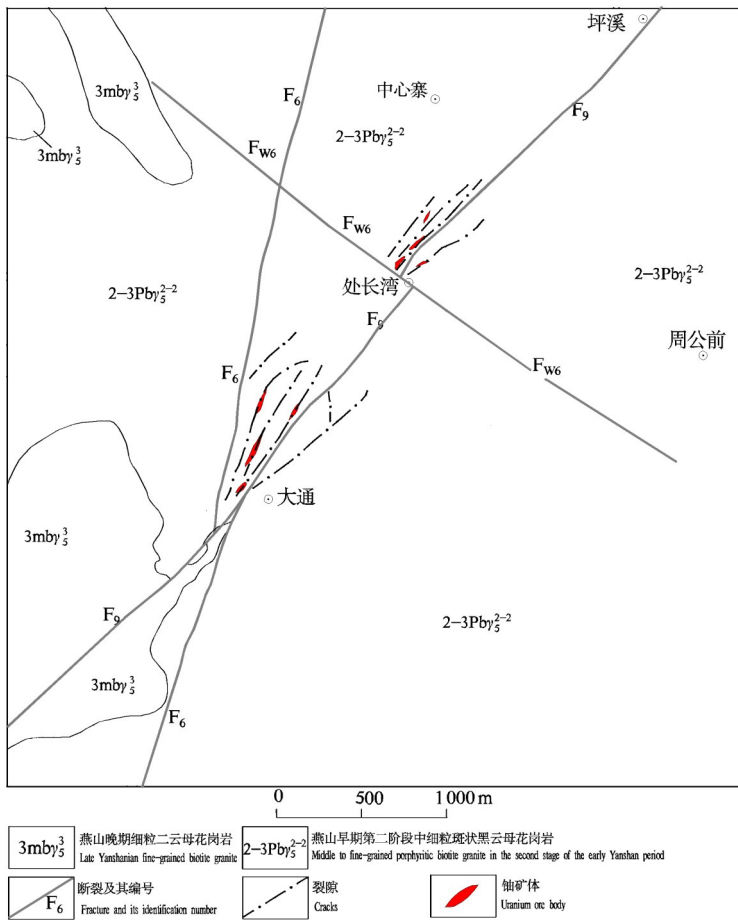 坪溪
3mbγ₅³
F₆
中心寨
F₉
3mbγ₅³
2-3Pbγ₅²⁻²
F_W6
F_W6
2-3Pbγ₅²⁻²
2-3Pbγ₅²⁻²
处长湾
F₉
周公前
F₆
F_W6
大通
3mbγ₅³
F₉
2-3Pbγ₅²⁻²
3mbγ₅³
F₆
0 500 1 000 m
3mbγ₅³ 燕山晚期细粒二云母花岗岩
Late Yanshanian fine-grained biotite granite
2-3Pbγ₅²⁻² 燕山早期第二阶段中细粒斑状黑云母花岗岩
Middle to fine-grained porphyritic biotite granite in the second stage of the early Yanshan period
F₆ 断裂及其编号
Fracture and its identification number
裂隙
Cracks
铀矿体
Uranium ore body